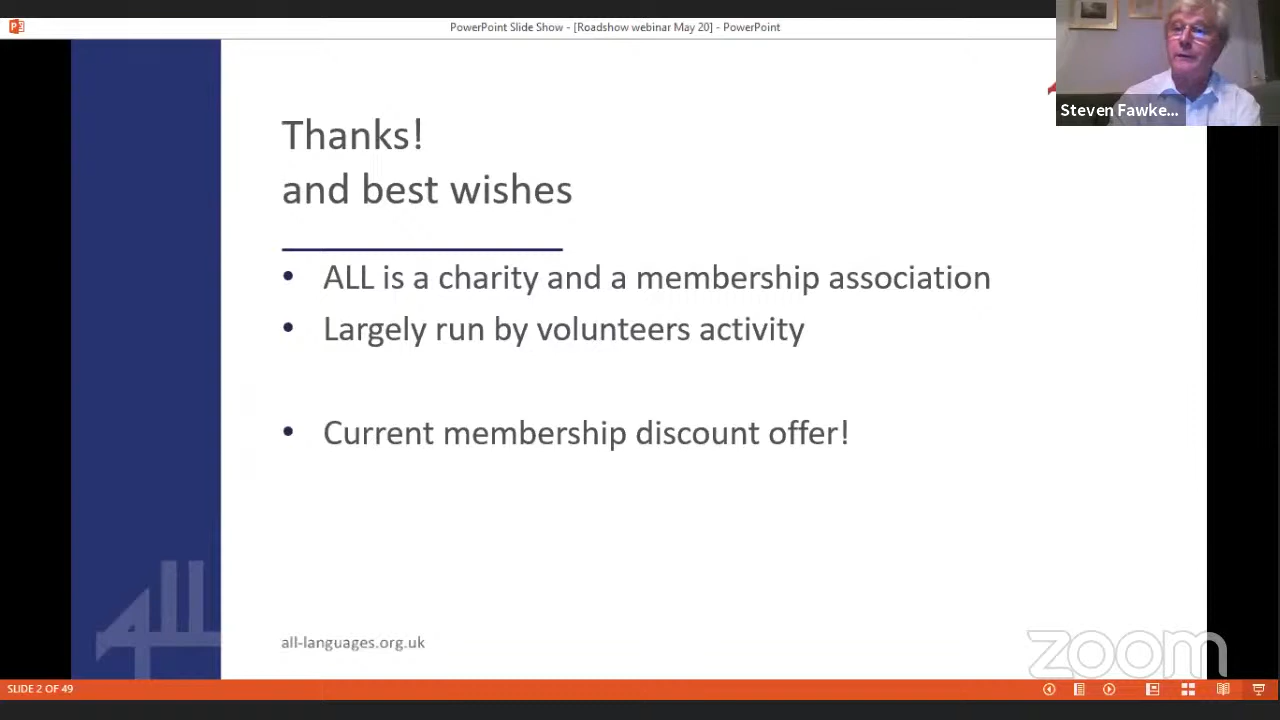 PowerPoint Slide Show - [Roadshow webinar May 20] - PowerPoint
Steven Fawke...
Thanks!
and best wishes
• ALL is a charity and a membership association
• Largely run by volunteers activity
• Current membership discount offer!
all-languages.org.uk
zoom
SLIDE 2 OF 49